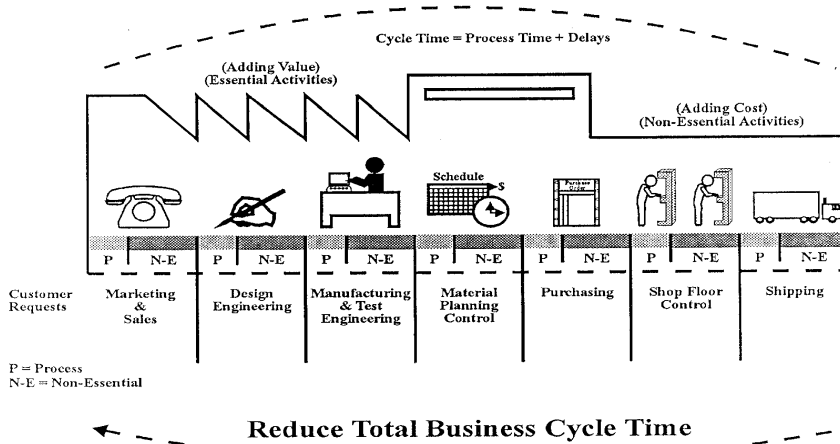 Cycle Time = Process Time + Delays
(Adding Value)
(Essential Activities)
(Adding Cost)
(Non-Essential Activities)
Schedule
$
Purchase
Order
P N-E P N-E P N-E P N-E P N-E P N-E P N-E
Customer
Requests
Marketing
&
Sales
Design
Engineering
Manufacturing
& Test
Engineering
Material
Planning
Control
Purchasing
Shop Floor
Control
Shipping
P = Process
N-E = Non-Essential
Reduce Total Business Cycle Time